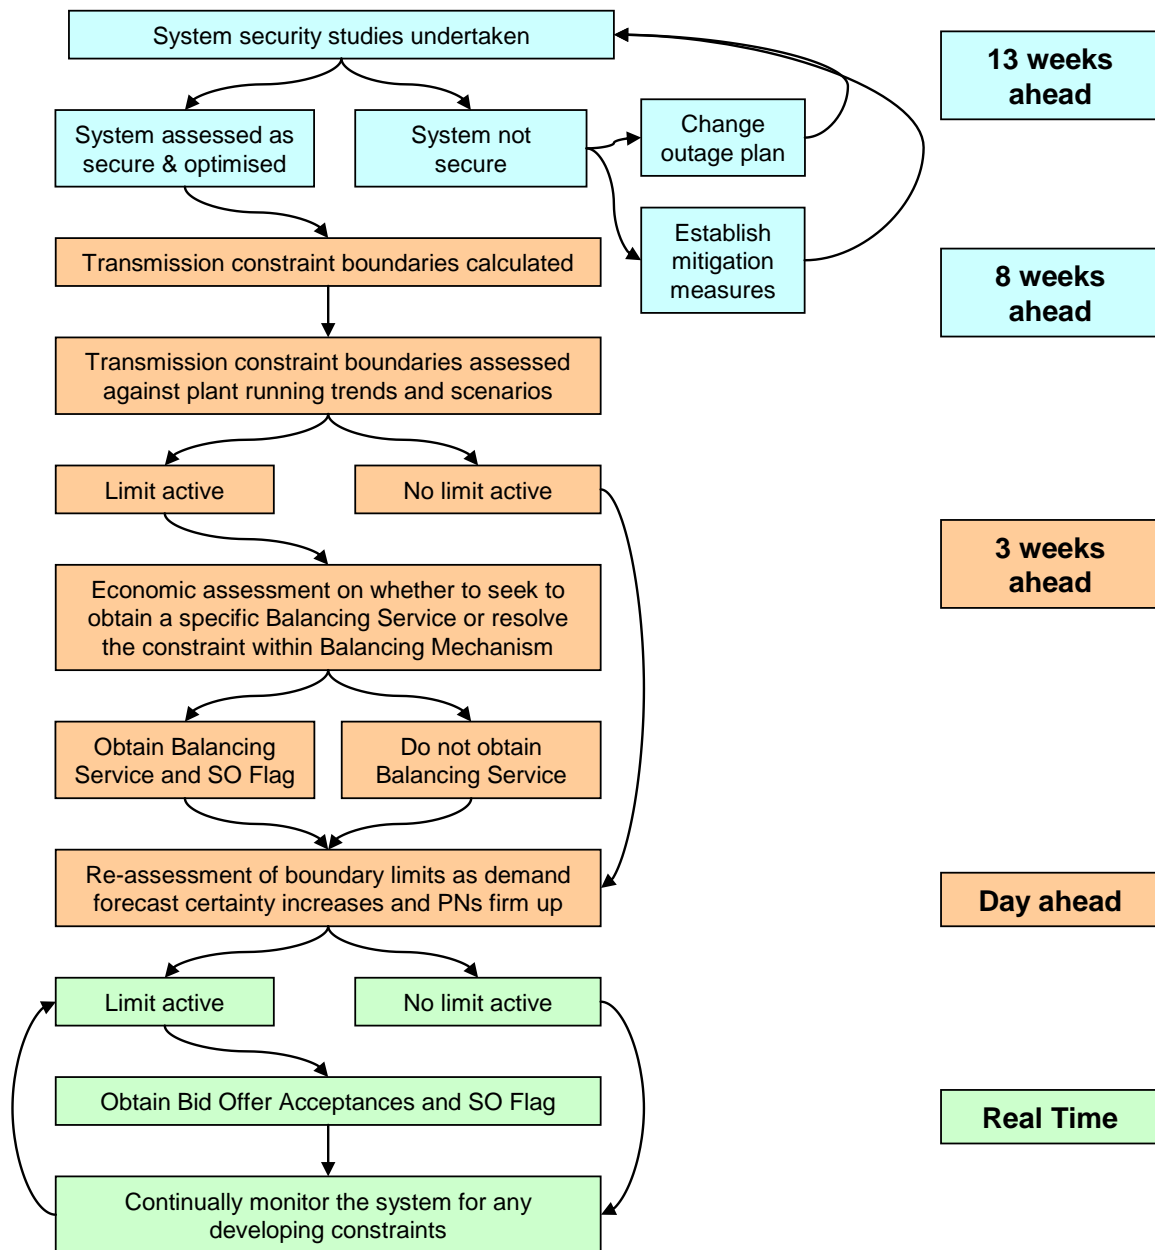 System security studies undertaken
13 weeks
ahead
System assessed as
secure & optimised
System not
secure
Change
outage plan
Establish
mitigation
measures
Transmission constraint boundaries calculated
8 weeks
ahead
Transmission constraint boundaries assessed
against plant running trends and scenarios
Limit active
No limit active
3 weeks
ahead
Economic assessment on whether to seek to
obtain a specific Balancing Service or resolve
the constraint within Balancing Mechanism
Obtain Balancing
Service and SO Flag
Do not obtain
Balancing Service
Re-assessment of boundary limits as demand
forecast certainty increases and PNs firm up
Day ahead
Limit active
No limit active
Obtain Bid Offer Acceptances and SO Flag
Real Time
Continually monitor the system for any
developing constraints